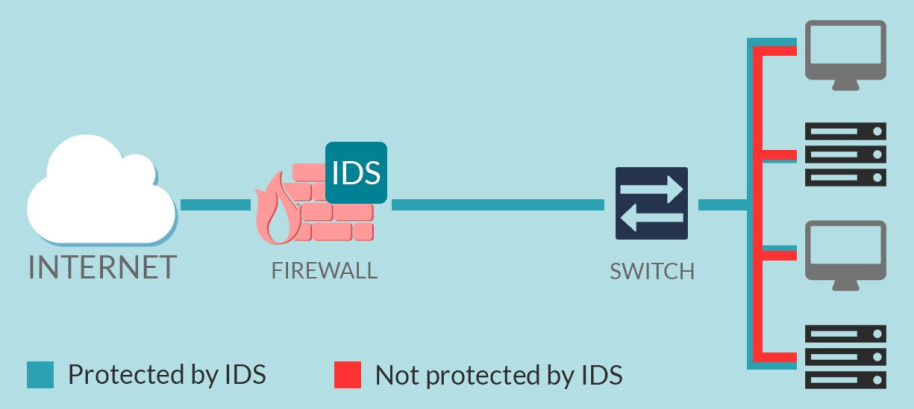 IDS
INTERNET
FIREWALL
SWITCH
Protected by IDS
Not protected by IDS